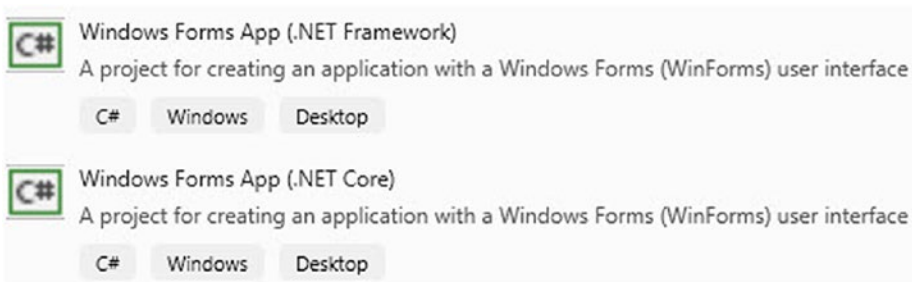 C# Windows Forms App (.NET Framework)
A project for creating an application with a Windows Forms (WinForms) user interface
C# Windows Desktop
C# Windows Forms App (.NET Core)
A project for creating an application with a Windows Forms (WinForms) user interface
C# Windows Desktop